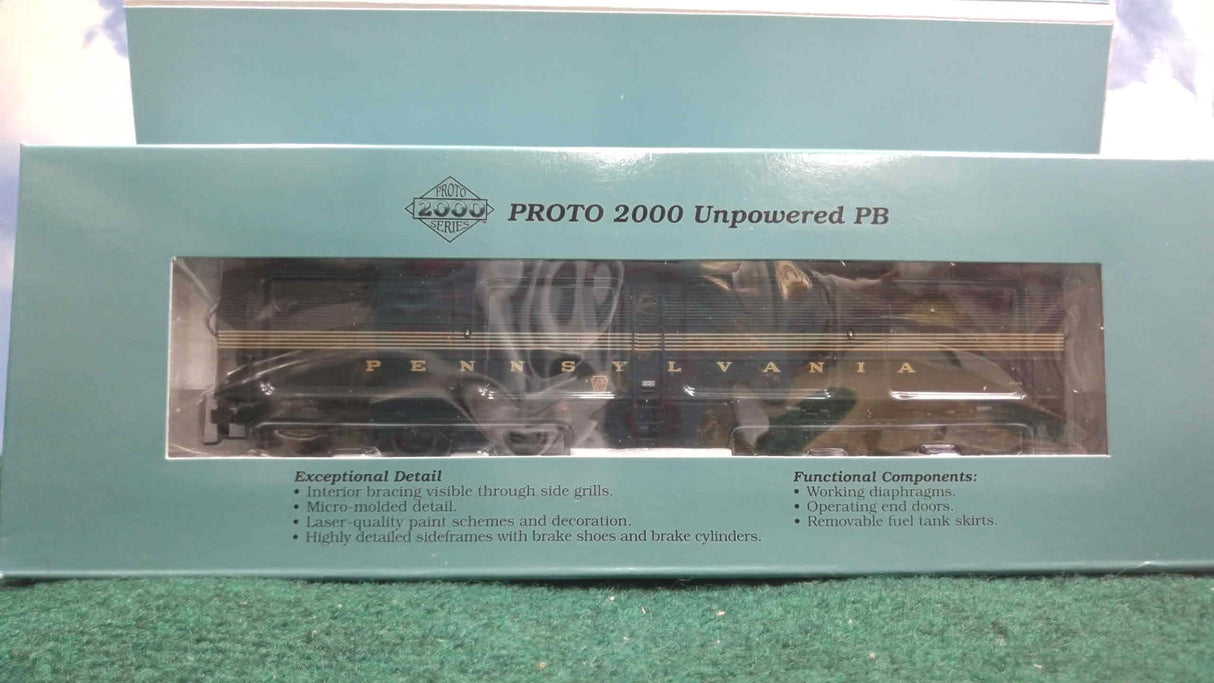 PROTO
2000
SERIES
PROTO 2000 Unpowered PB
PENNSYLVANIA
Exceptional Detail
• Interior bracing visible through side grills.
• Micro-molded detail.
• Laser-quality paint schemes and decoration.
• Highly detailed sideframes with brake shoes and brake cylinders.
Functional Components:
• Working diaphragms.
• Operating end doors.
• Removable fuel tank skirts.